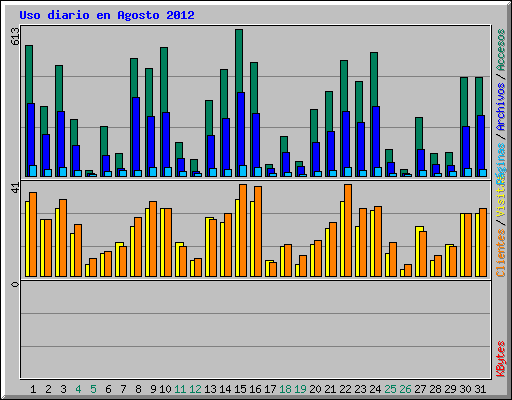 Uso diario en Agosto 2012
613
41
0
Clientes / Visitas
Páginas / Archivos / Accesos
KBytes
1 2 3 4 5 6 7 8 9 10 11 12 13 14 15 16 17 18 19 20 21 22 23 24 25 26 27 28 29 30 31